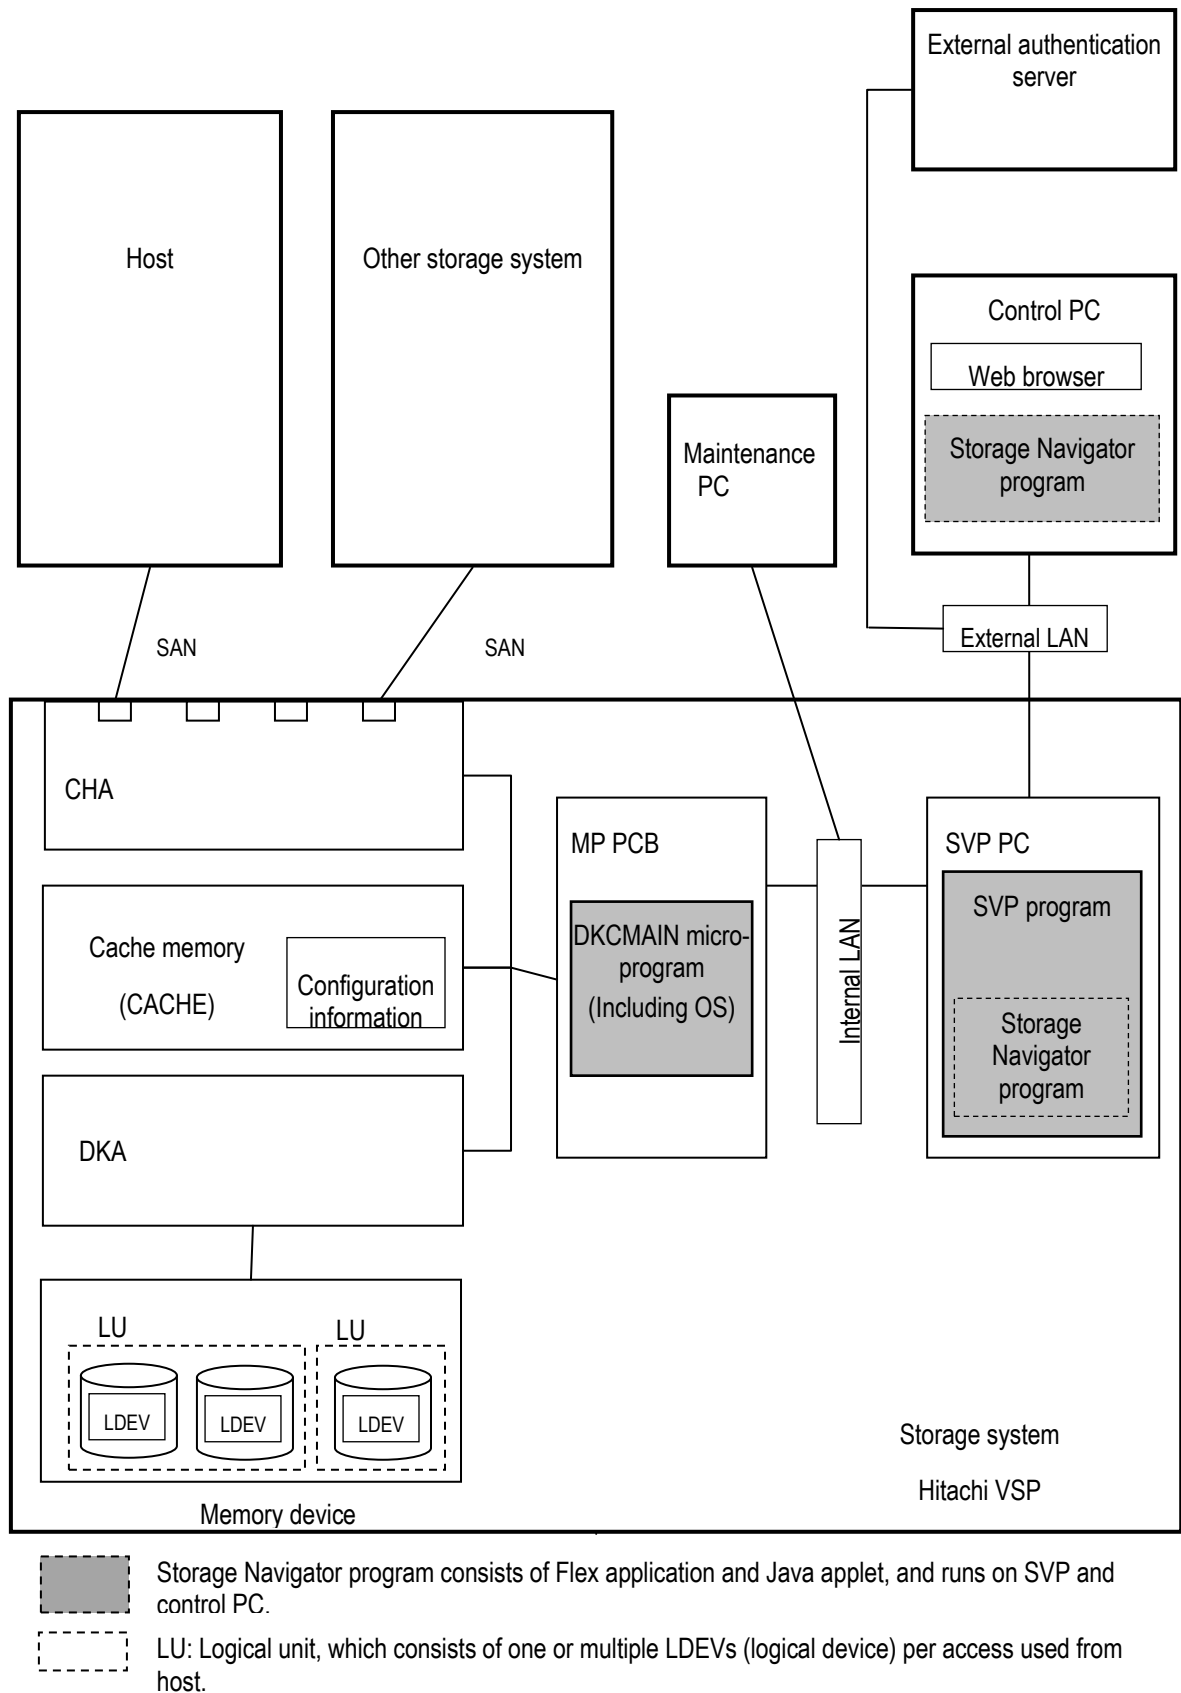 External authentication
server
Host
Other storage system
Control PC
Web browser
Storage Navigator
program
Maintenance
PC
SAN
SAN
External LAN
CHA
MP PCB
SVP PC
DKCMAIN micro-
program
(Including OS)
Internal LAN
SVP program
Storage
Navigator
program
Cache memory
(CACHE)
Configuration
information
DKA
LU
LU
LDEV
LDEV
LDEV
Memory device
Storage system
Hitachi VSP
Storage Navigator program consists of Flex application and Java applet, and runs on SVP and
control PC.
LU: Logical unit, which consists of one or multiple LDEVs (logical device) per access used from
host.